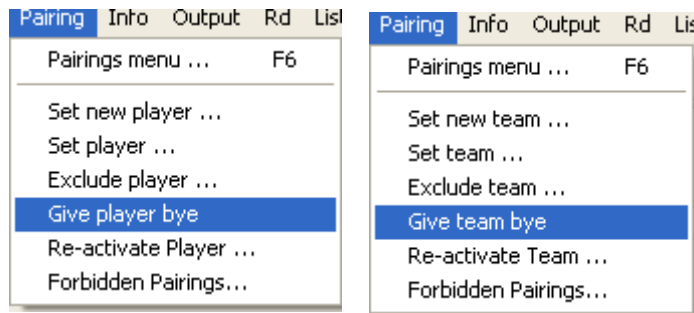 Pairing Info Output Rd
Pairings menu ... F6
Set new player ...
Set player ...
Exclude player ...
Give player bye
Re-activate Player ...
Forbidden Pairings...
Pairing Info Output Rd
Pairings menu ... F6
Set new team ...
Set team ...
Exclude team ...
Give team bye
Re-activate Team ...
Forbidden Pairings...